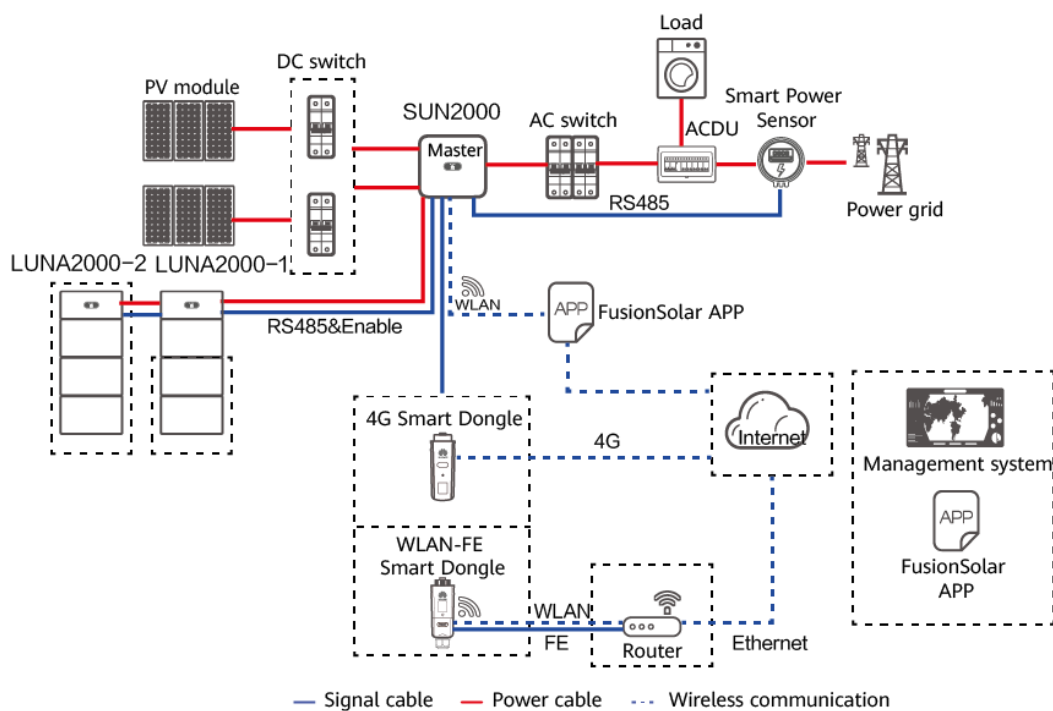 Load
DC switch
PV module
Smart Power
Sensor
SUN2000
AC switch
ACDU
Master
RS485
Power grid
LUNA2000-2
LUNA2000-1
WLAN
APP
FusionSolar APP
RS485&Enable
4G Smart Dongle
4G
Internet
Management system
APP
FusionSolar
APP
WLAN-FE
Smart Dongle
WLAN
FE
Router
Ethernet
Signal cable
Power cable
Wireless communication